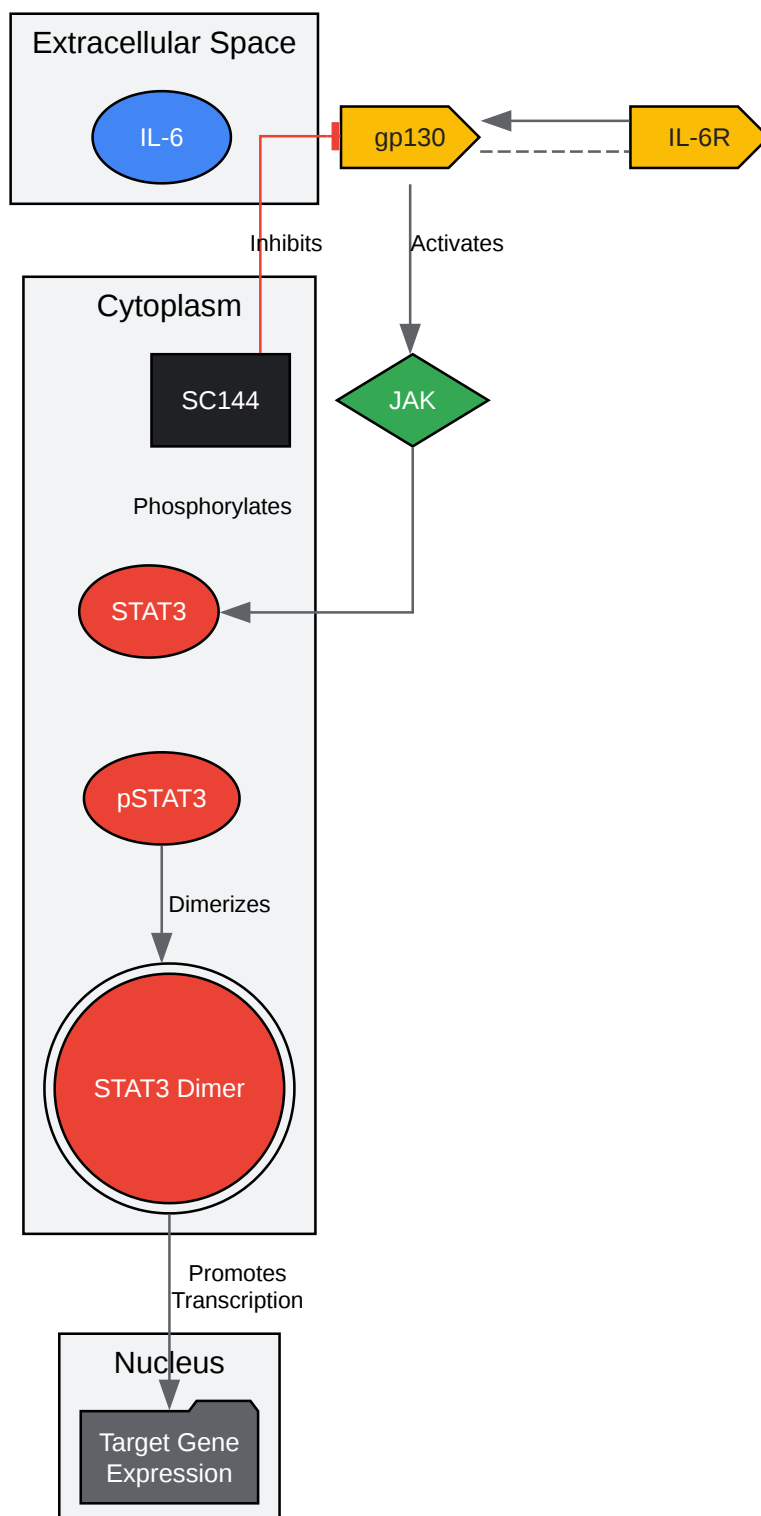 Extracellular Space
IL-6
gp130
IL-6R
Inhibits
Activates
Cytoplasm
SC144
JAK
Phosphorylates
STAT3
pSTAT3
Dimerizes
STAT3 Dimer
Promotes
Transcription
Nucleus
Target Gene
Expression